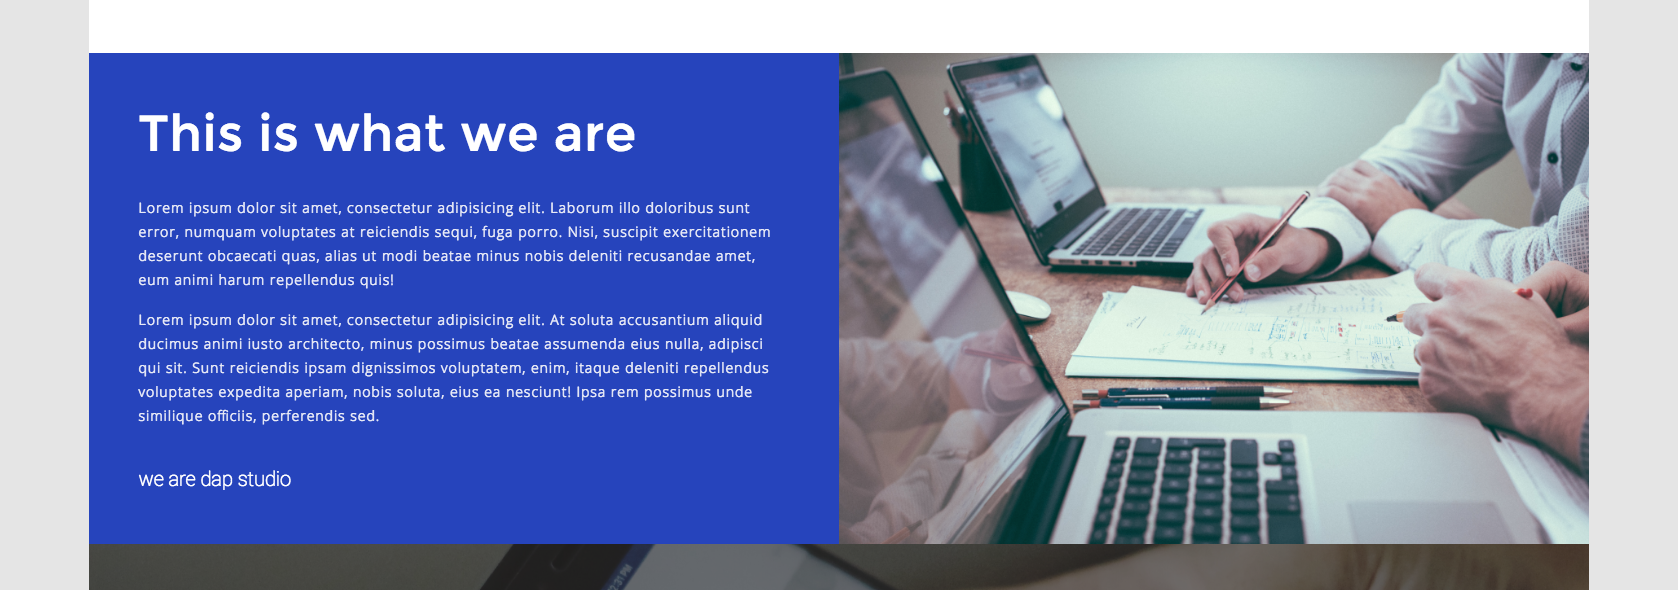 This is what we are
Lorem ipsum dolor sit amet, consectetur adipisicing elit. Laborum illo doloribus sunt
error, numquam voluptates at reiciendis sequi, fuga porro. Nisi, suscipit exercitationem
deserunt obcaecati quas, alias ut modi beatae minus nobis deleniti recusandae amet,
eum animi harum repellendus quis!
Lorem ipsum dolor sit amet, consectetur adipisicing elit. At soluta accusantium aliquid
ducimus animi iusto architecto, minus possimus beatae assumenda eius nulla, adipisci
qui sit. Sunt reiciendis ipsam dignissimos voluptatem, enim, itaque deleniti repellendus
voluptates expedita aperiam, nobis soluta, eius ea nesciunt! Ipsa rem possimus unde
similique officiis, perferendis sed.
we are dap studio